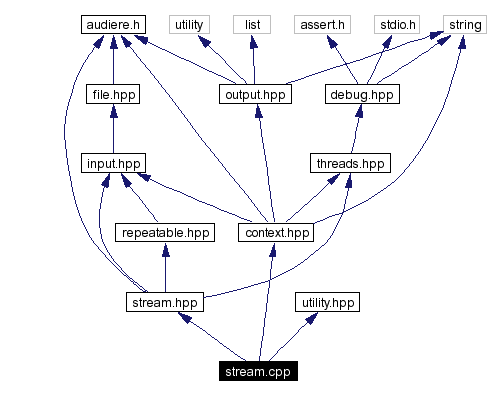 audiere.h
utility
list
assert.h
stdio.h
string
file.hpp
output.hpp
debug.hpp
input.hpp
threads.hpp
repeatable.hpp
context.hpp
stream.hpp
utility.hpp
stream.cpp